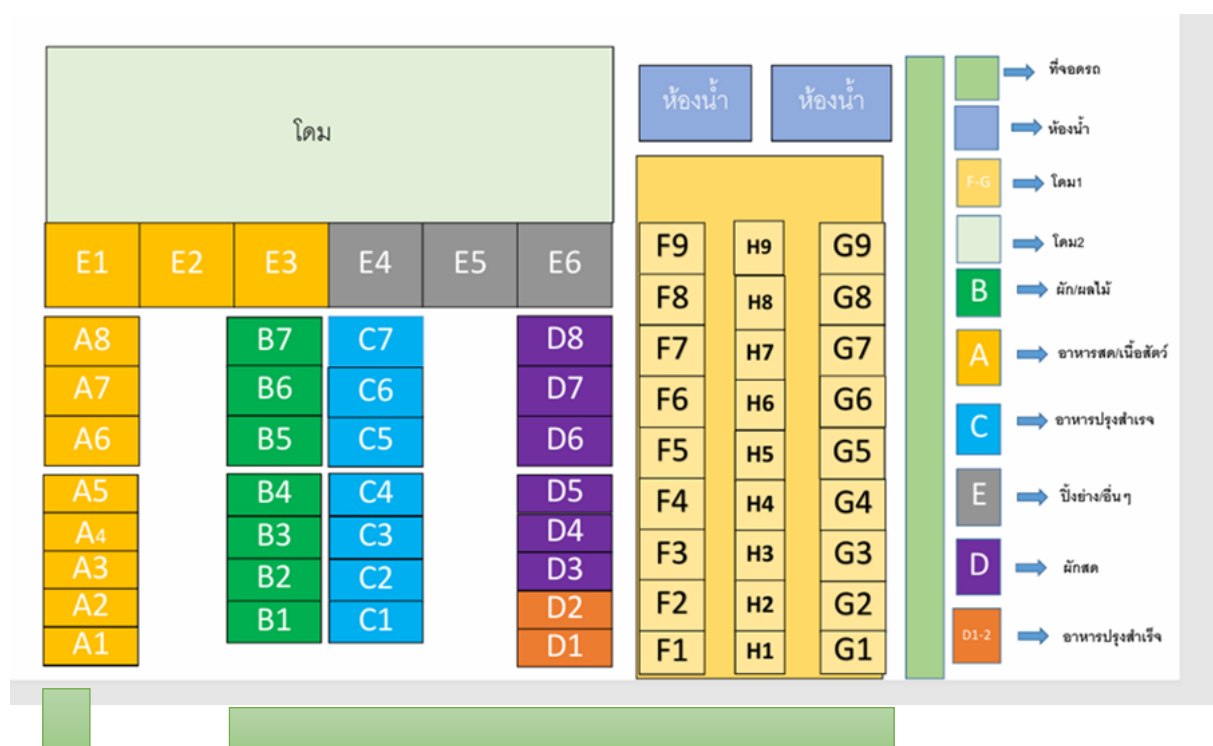 โดม
ห้องน้ำ
ห้องน้ำ
E1 E2 E3 E4 E5 E6
A8 B7 C7 D8
A7 B6 C6 D7
A6 B5 C5 D6
A5 B4 C4 D5
A4 B3 C3 D4
A3 B2 C2 D3
A2 B1 C1 D2
A1 D1
F9 H9 G9
F8 H8 G8
F7 H7 G7
F6 H6 G6
F5 H5 G5
F4 H4 G4
F3 H3 G3
F2 H2 G2
F1 H1 G1
ที่จอดรถ
ห้องน้ำ
F-G โดม1
โดม2
B ผัก/ผลไม้
A อาหารสด/เนื้อสัตว์
C อาหารปรุงสำเรจ
E ปิ้งย่าง/อื่นๆ
D ผักสด
D1-2 อาหารปรุงสำเร็จ